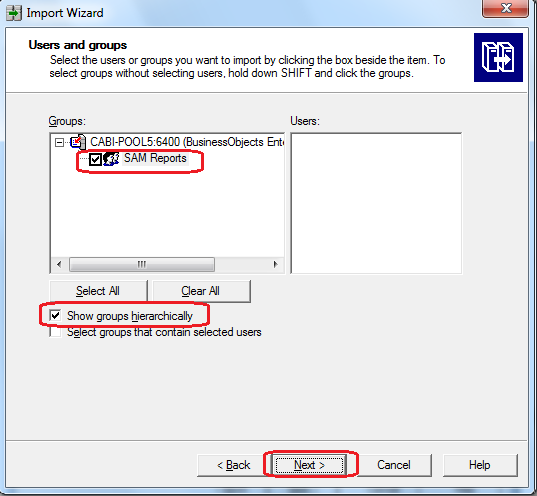 Import Wizard
Users and groups
Select the users or groups you want to import by clicking the box beside the item. To
select groups without selecting users, hold down SHIFT and click the groups.
Groups:
Users:
CABI-POOL5:6400 (BusinessObjects Ente
SAM Reports
Select All
Clear All
Show groups hierarchically
Select groups that contain selected users
< Back
Next >
Cancel
Help